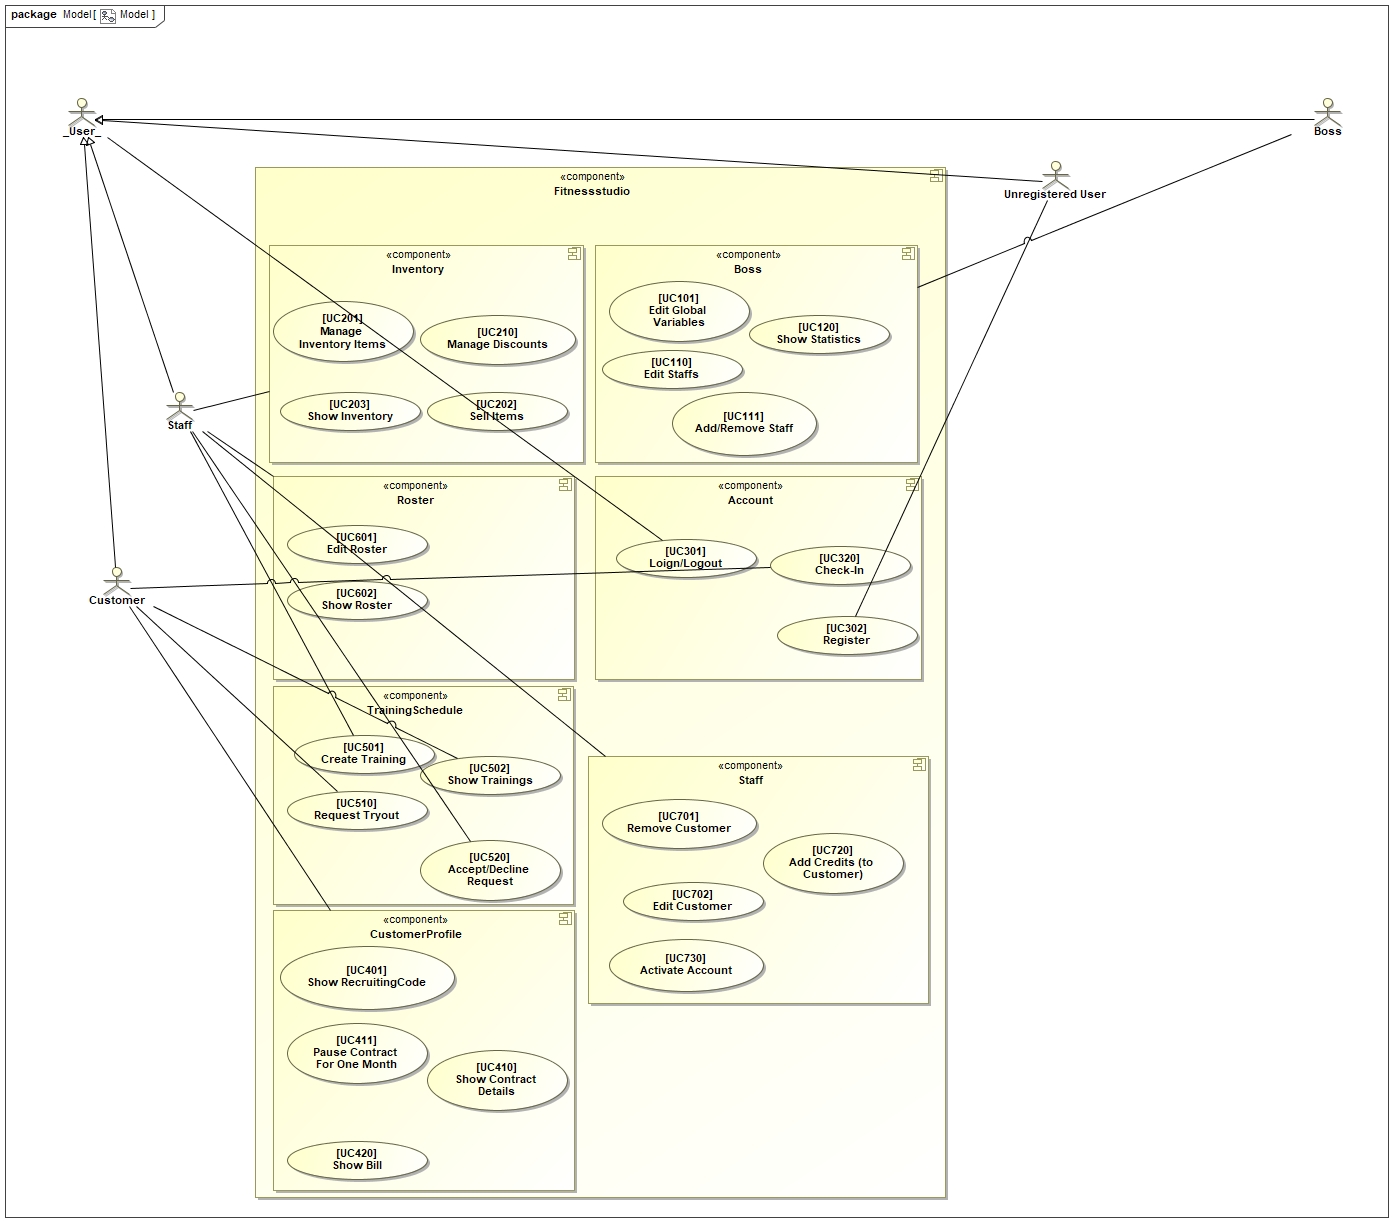 package Model[ Model ]
_User_
Boss
Unregistered User
Staff
Customer
«component»
Fitnessstudio
«component»
Inventory
[UC201]
Manage
Inventory Items
[UC210]
Manage Discounts
[UC203]
Show Inventory
[UC202]
Sell Items
«component»
Boss
[UC101]
Edit Global
Variables
[UC120]
Show Statistics
[UC110]
Edit Staffs
[UC111]
Add/Remove Staff
«component»
Roster
[UC601]
Edit Roster
[UC602]
Show Roster
«component»
Account
[UC301]
Loign/Logout
[UC320]
Check-In
[UC302]
Register
«component»
TrainingSchedule
[UC501]
Create Training
[UC502]
Show Trainings
[UC510]
Request Tryout
[UC520]
Accept/Decline
Request
«component»
Staff
[UC701]
Remove Customer
[UC720]
Add Credits (to
Customer)
[UC702]
Edit Customer
[UC730]
Activate Account
«component»
CustomerProfile
[UC401]
Show RecruitingCode
[UC411]
Pause Contract
For One Month
[UC410]
Show Contract
Details
[UC420]
Show Bill